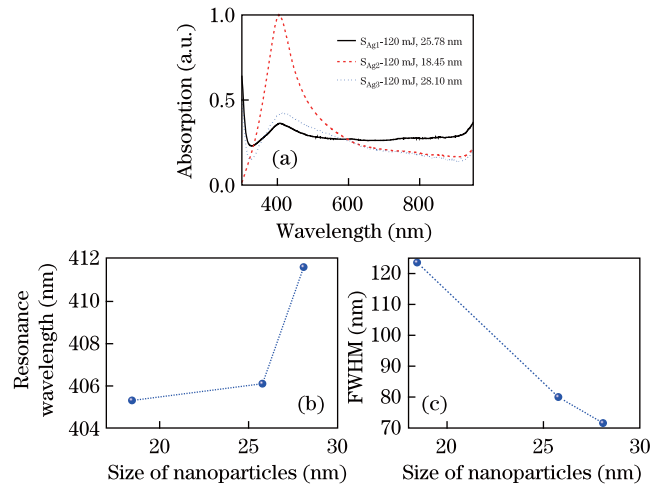 1.0
0.5
0.0
Absorption (a.u.)
S_Ag1-120 mJ, 25.78 nm
S_Ag2-120 mJ, 18.45 nm
S_Ag3-120 mJ, 28.10 nm
(a)
400 600 800
Wavelength (nm)
412
410
408
406
404
Resonance
wavelength (nm)
(b)
20 25 30
Size of nanoparticles (nm)
120
110
100
90
80
70
FWHM (nm)
(c)
20 25 30
Size of nanoparticles (nm)